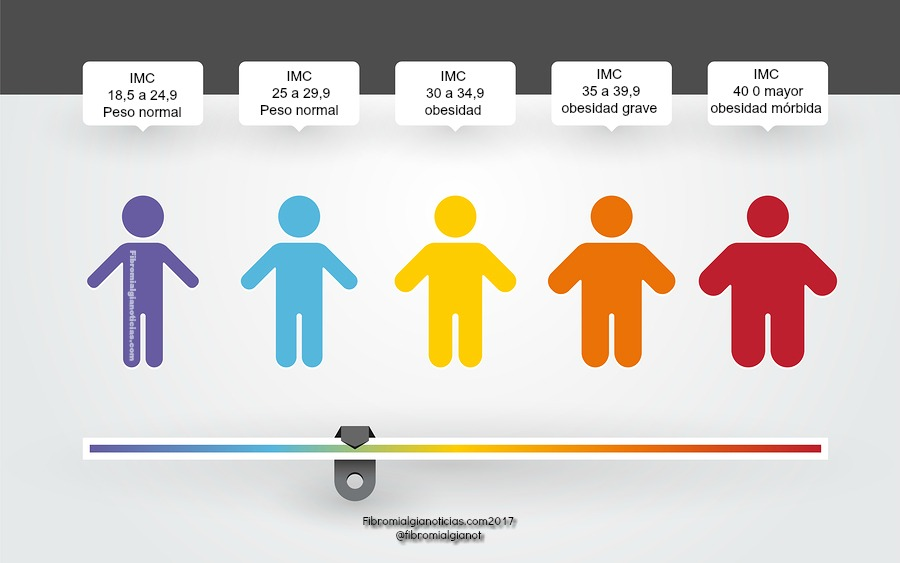 IMC
18,5 a 24,9
Peso normal
IMC
25 a 29,9
Peso normal
IMC
30 a 34,9
obesidad
IMC
35 a 39,9
obesidad grave
IMC
40 0 mayor
obesidad mórbida
Fibromialgianoticias.com
Fibromialgianoticias.com2017
@fibromialgianot